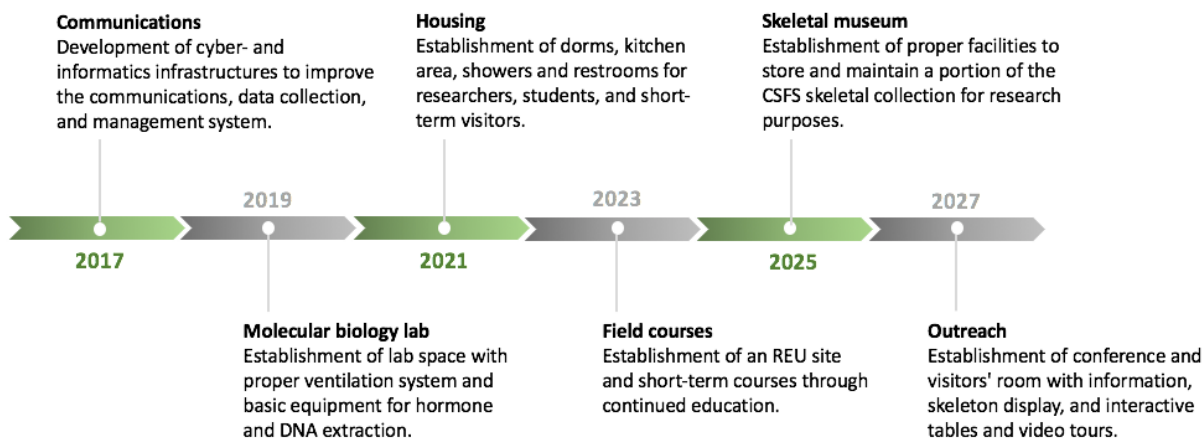 Communications
Development of cyber- and
informatics infrastructures to improve
the communications, data collection,
and management system.
Housing
Establishment of dorms, kitchen
area, showers and restrooms for
researchers, students, and short-
term visitors.
Skeletal museum
Establishment of proper facilities to
store and maintain a portion of the
CSFS skeletal collection for research
purposes.
2019
2023
2027
2017
2021
2025
Molecular biology lab
Establishment of lab space with
proper ventilation system and
basic equipment for hormone
and DNA extraction.
Field courses
Establishment of an REU site
and short-term courses through
continued education.
Outreach
Establishment of conference and
visitors' room with information,
skeleton display, and interactive
tables and video tours.